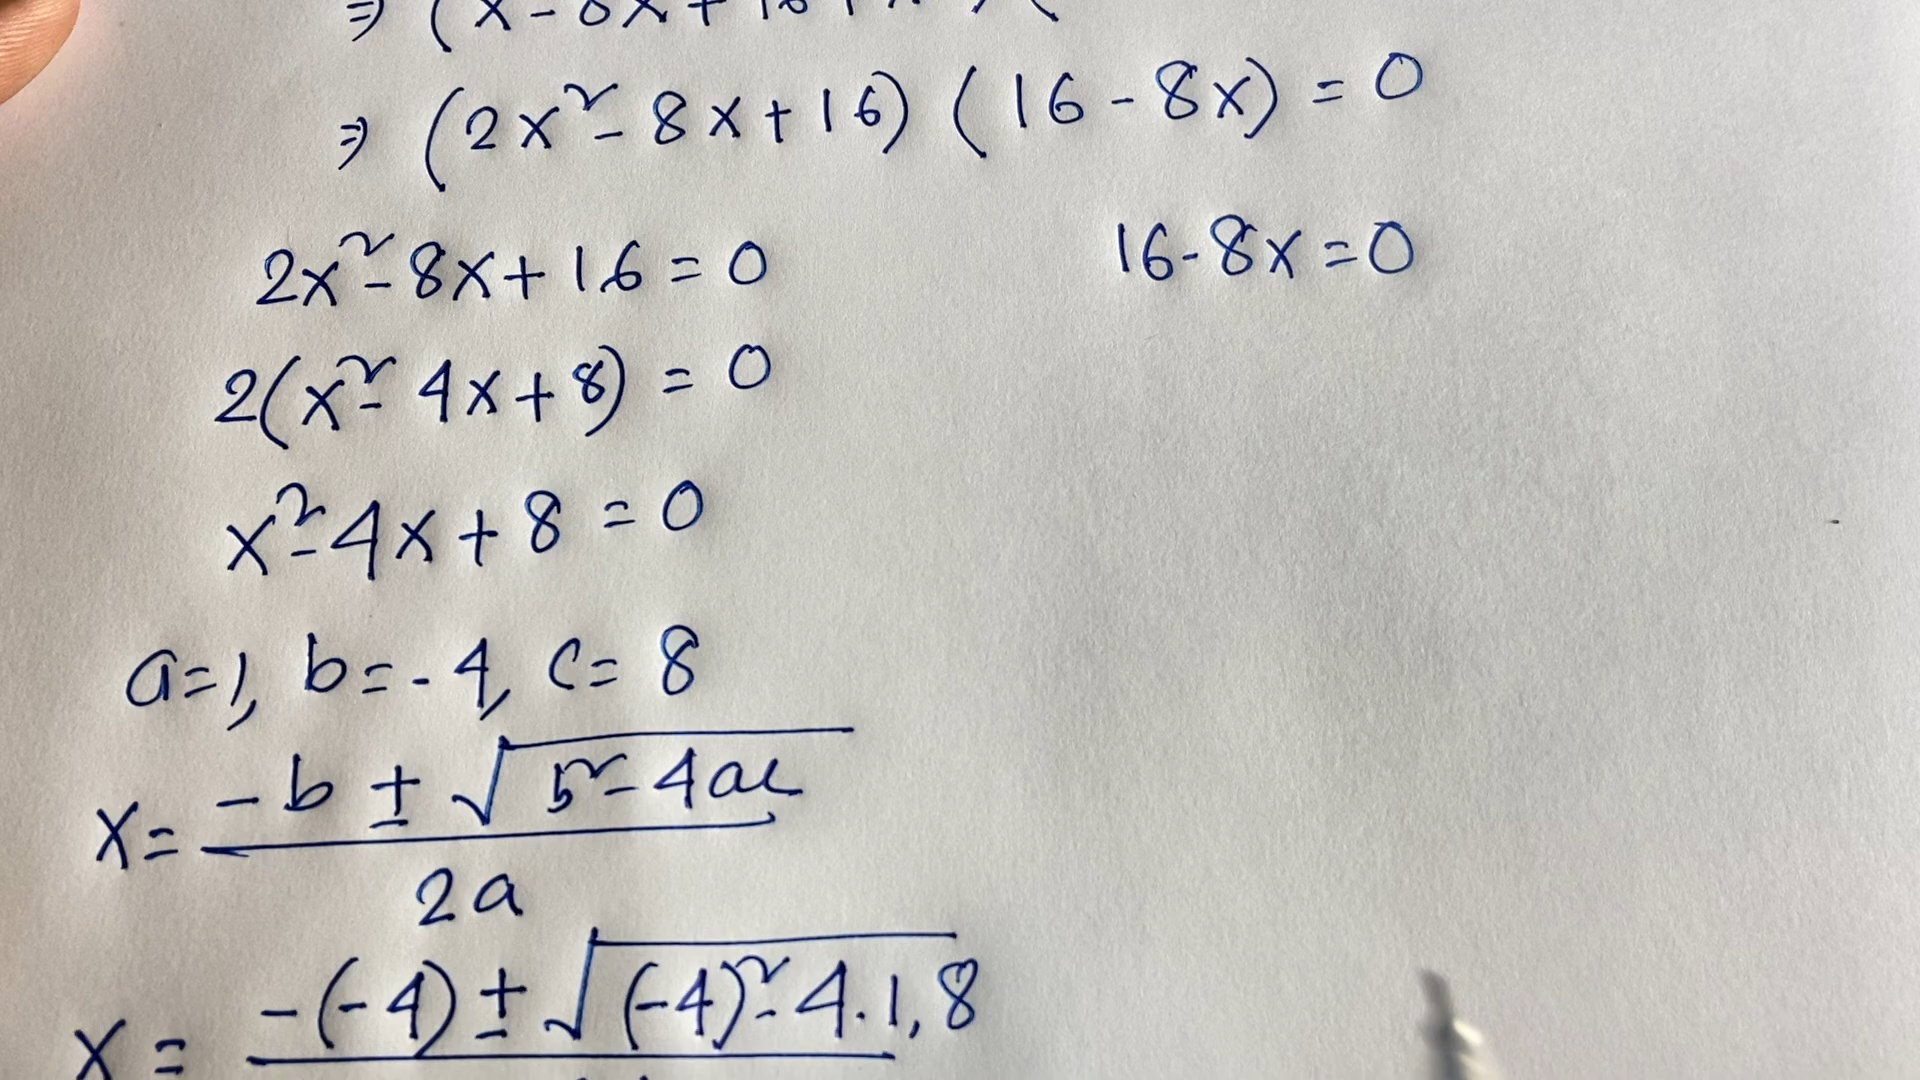 ⇒ (2x² - 8x + 16) (16 - 8x) = 0
2x² - 8x + 16 = 0
16 - 8x = 0
2(x² - 4x + 8) = 0
x² - 4x + 8 = 0
a=1, b=-4, c= 8
x = (-b ± √(b² - 4ac)) / 2a
x = -(-4) ± √((-4)² - 4.1,8)